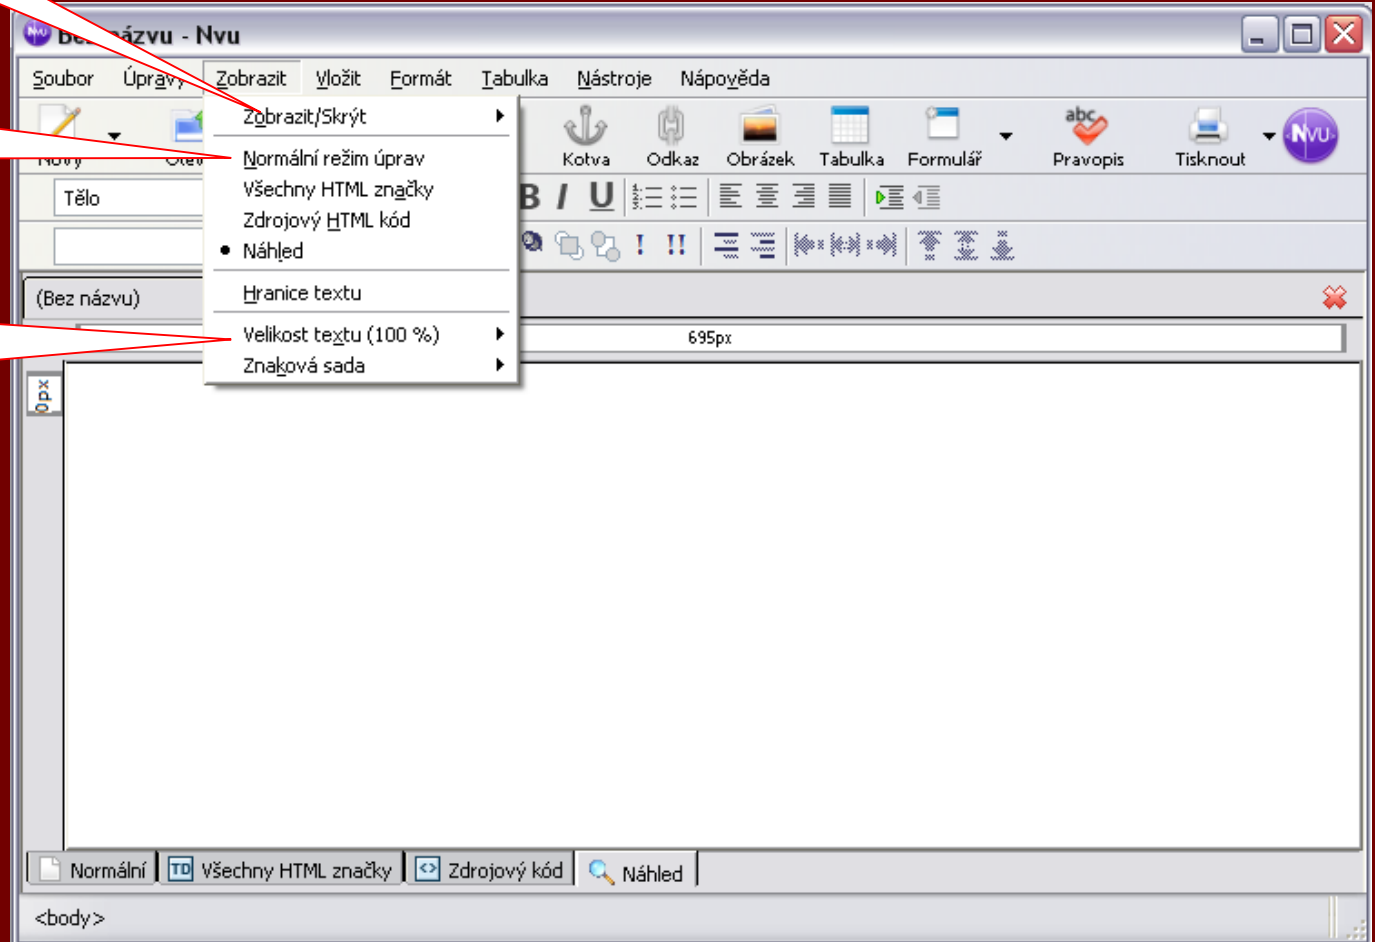 Nvu
názvu - Nvu
Soubor Úpravy Zobrazit Vložit Formát Tabulka Nástroje Nápověda
Zobrazit/Skrýt
Normální režim úprav
Všechny HTML značky
Zdrojový HTML kód
Náhled
Hranice textu
Velikost textu (100 %)
Znaková sada
Kotva Odkaz Obrázek Tabulka Formulář abc Pravopis Tisknout NVU
Tělo B I U
! !!
(Bez názvu)
695px
0px
Normální TD Všechny HTML značky Zdrojový kód Náhled
<body>